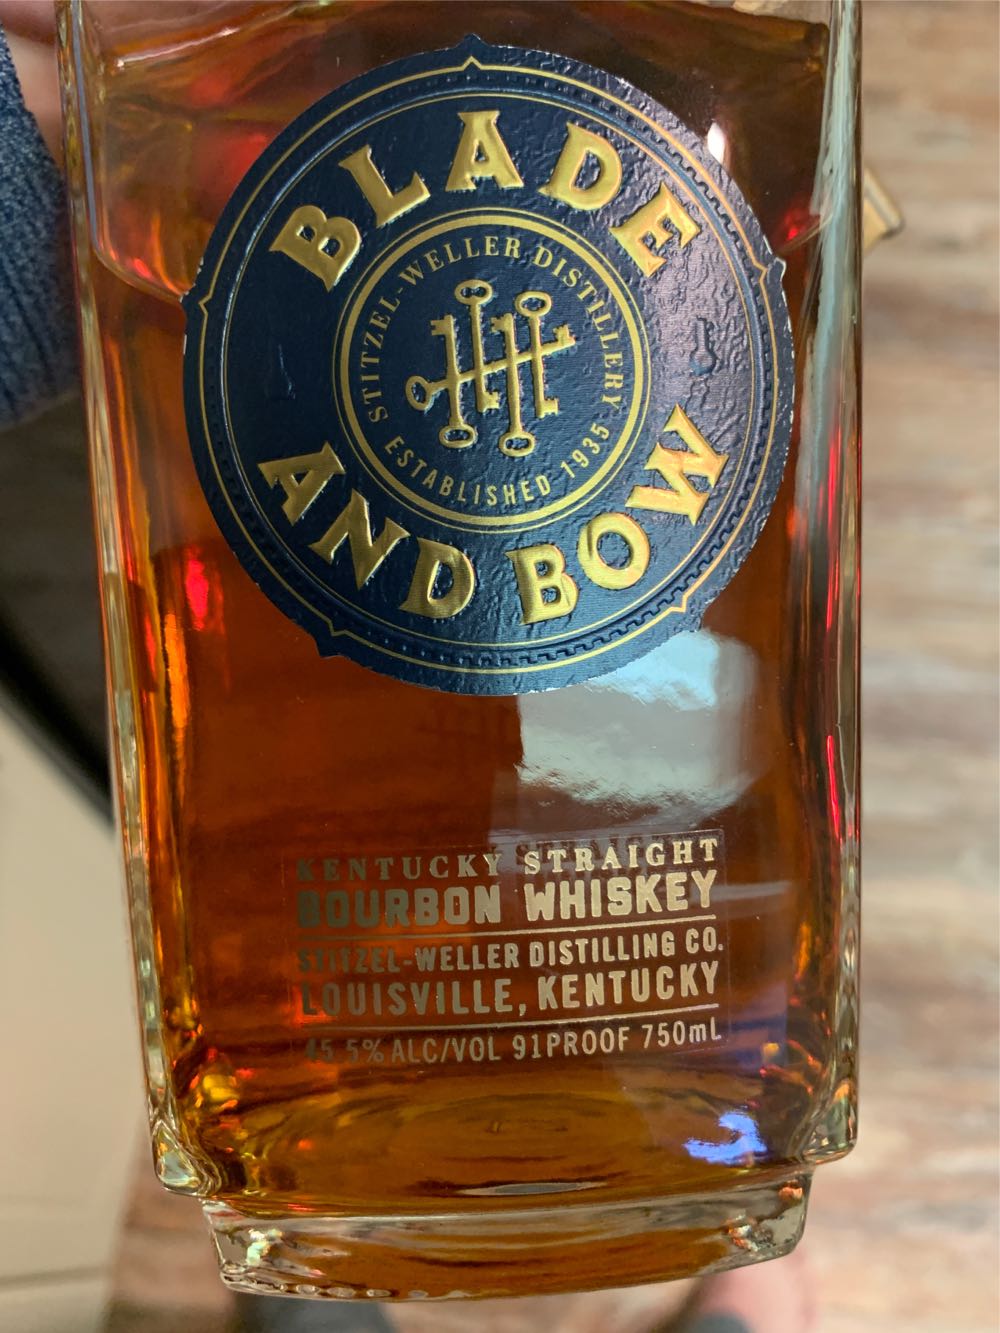 BLADE
AND BOW
STITZEL-WELLER DISTILLERY
ESTABLISHED 1935
KENTUCKY STRAIGHT
BOURBON WHISKEY
STITZEL-WELLER DISTILLING CO.
LOUISVILLE, KENTUCKY
45.5% ALC/VOL 91PROOF 750mL